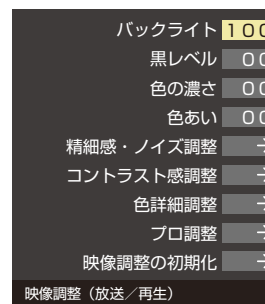 バックライト 100
黒レベル 00
色の濃さ 00
色あい 00
精細感・ノイズ調整 →
コントラスト感調整 →
色詳細調整 →
プロ調整 →
映像調整の初期化 →
映像調整（放送／再生）